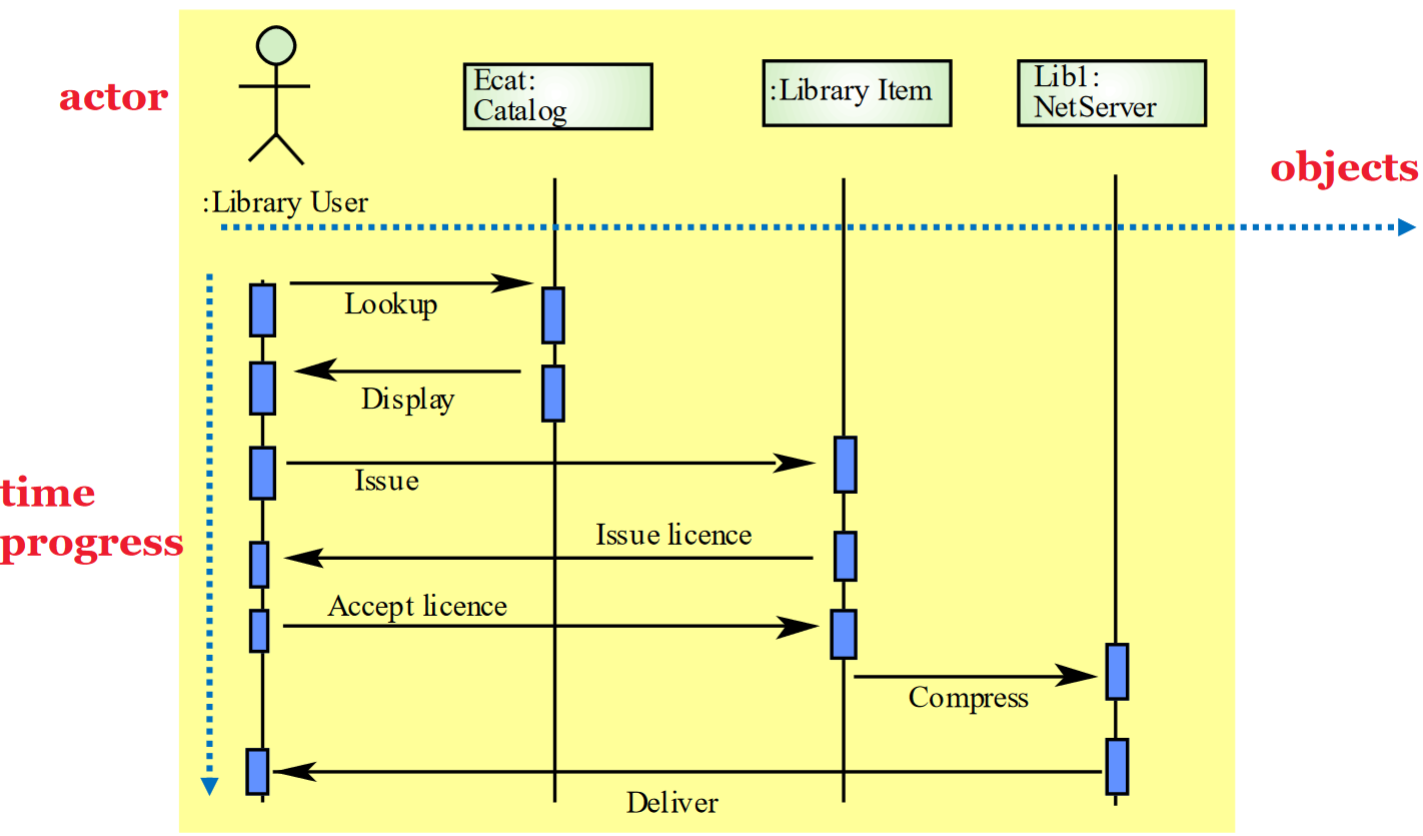 actor
Ecat:
Catalog
:Library Item
Lib1:
NetServer
objects
:Library User
Lookup
Display
Issue
time
progress
Issue licence
Accept licence
Compress
Deliver